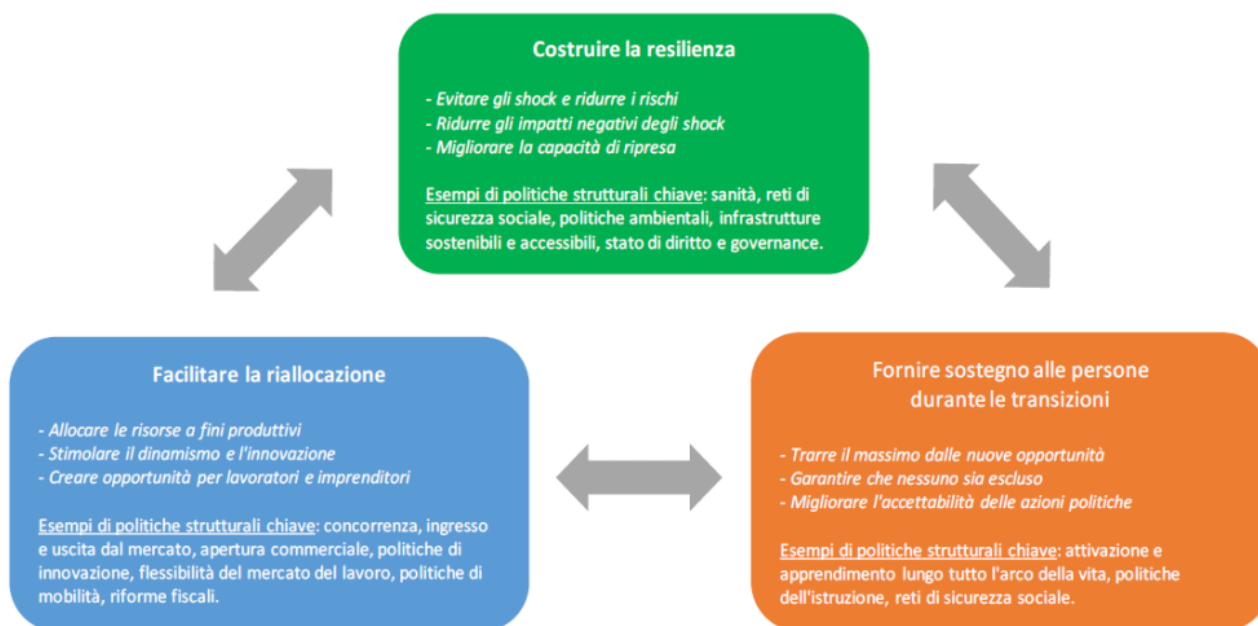 Costruire la resilienza
- Evitare gli shock e ridurre i rischi
- Ridurre gli impatti negativi degli shock
- Migliorare la capacità di ripresa
Esempi di politiche strutturali chiave: sanità, reti di
sicurezza sociale, politiche ambientali, infrastrutture
sostenibili e accessibili, stato di diritto e governance.
Facilitare la riallocazione
- Allocare le risorse a fini produttivi
- Stimolare il dinamismo e l'innovazione
- Creare opportunità per lavoratori e imprenditori
Esempi di politiche strutturali chiave: concorrenza, ingresso
e uscita dal mercato, apertura commerciale, politiche di
innovazione, flessibilità del mercato del lavoro, politiche di
mobilità, riforme fiscali.
Fornire sostegno alle persone
durante le transizioni
- Trarre il massimo dalle nuove opportunità
- Garantire che nessuno sia escluso
- Migliorare l'accettabilità delle azioni politiche
Esempi di politiche strutturali chiave: attivazione e
apprendimento lungo tutto l'arco della vita, politiche
dell'istruzione, reti di sicurezza sociale.